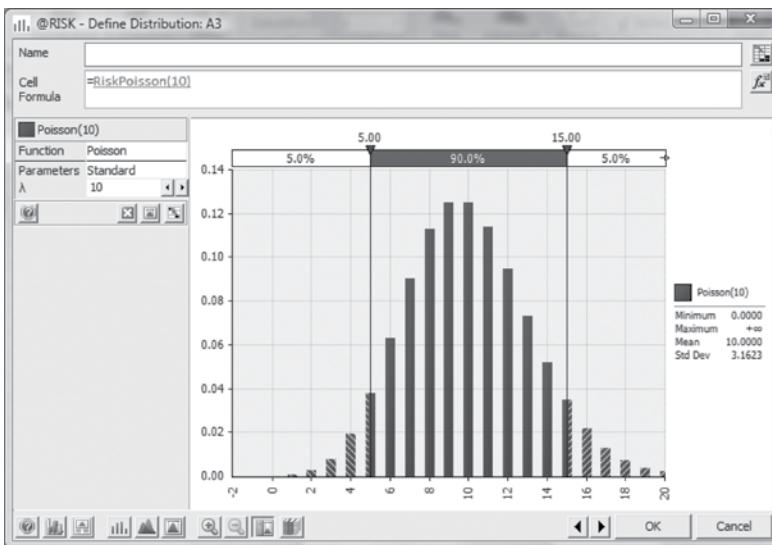 @RISK - Define Distribution: A3
Name
Cell Formula
=RiskPoisson(10)
Poisson(10)
Function Poisson
Parameters Standard
λ 10
5.00 15.00
5.0% 90.0% 5.0%
0.14
0.12
0.10
0.08
0.06
0.04
0.02
0.00
-2 0 2 4 6 8 10 12 14 16 18 20
Poisson(10)
Minimum 0.0000
Maximum +∞
Mean 10.0000
Std Dev 3.1623
OK Cancel